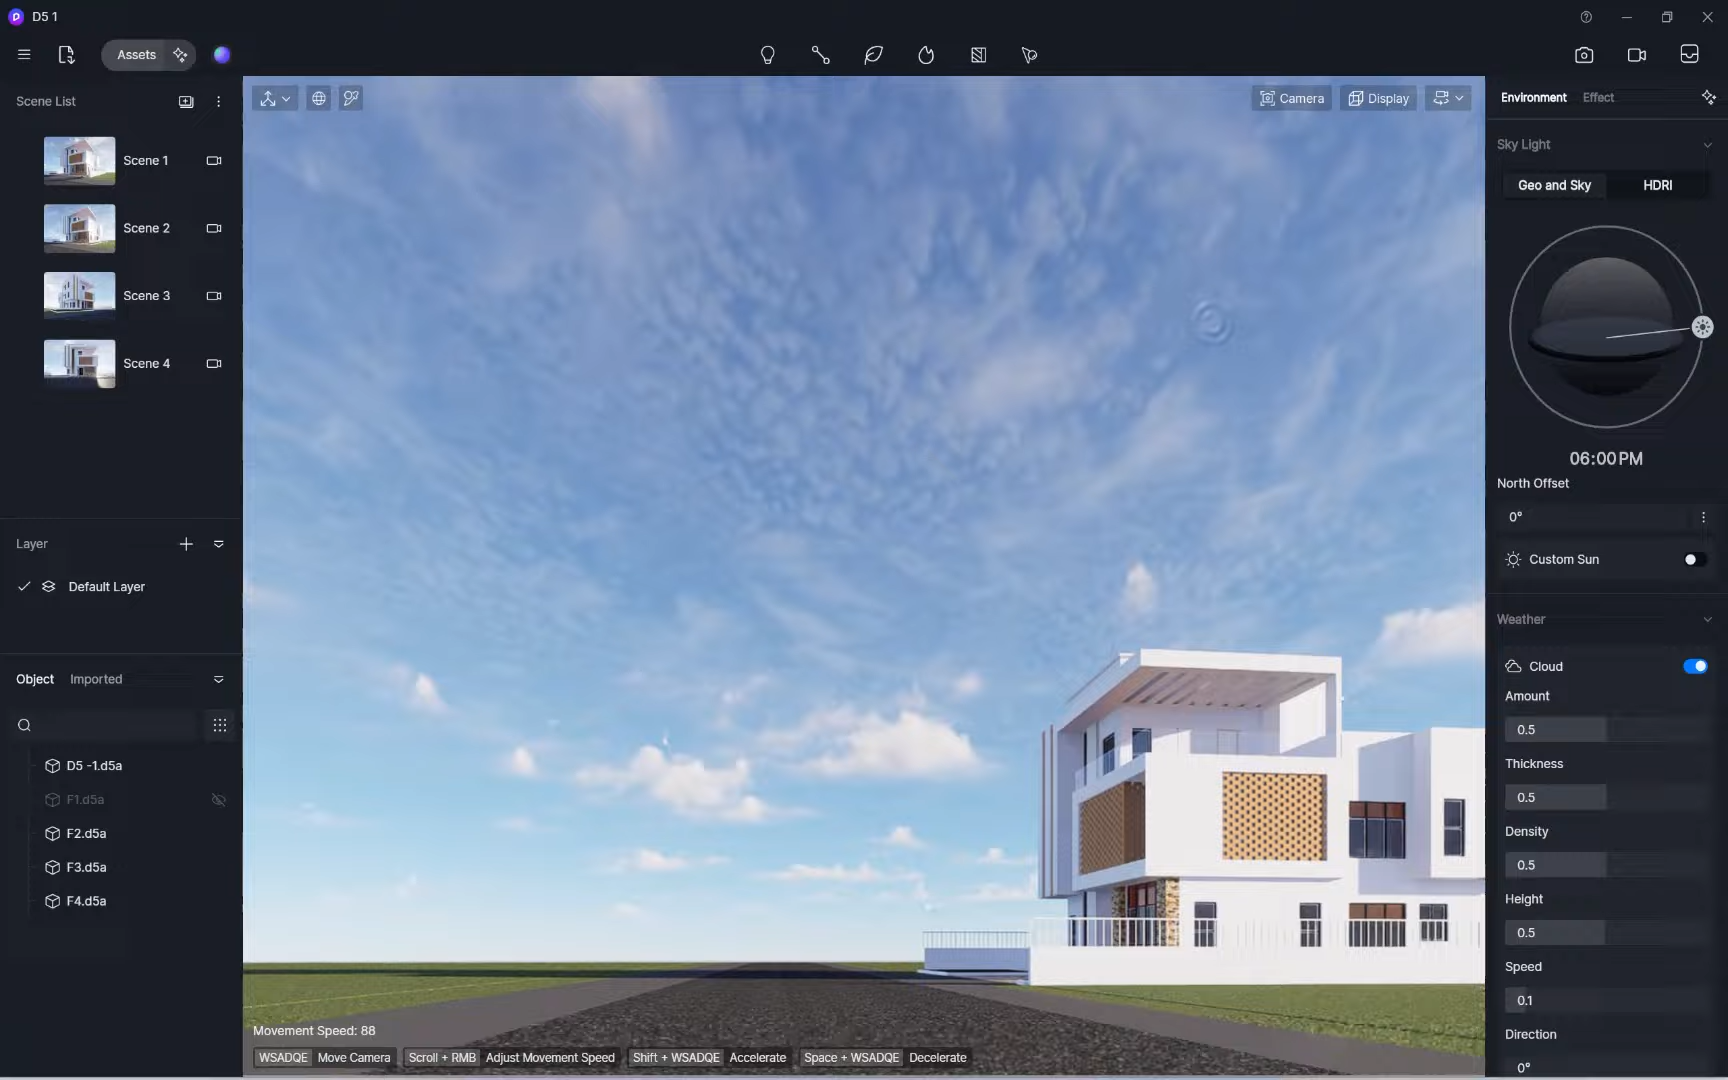 D5 1
Assets
Scene List
Scene 1
Scene 2
Scene 3
Scene 4
Layer
Default Layer
Object Imported
D5 -1.d5a
F1.d5a
F2.d5a
F3.d5a
F4.d5a
Camera Display
Movement Speed: 88
WSADQE Move Camera Scroll + RMB Adjust Movement Speed Shift + WSADQE Accelerate Space + WSADQE Decelerate
Environment Effect
Sky Light
Geo and Sky HDRI
06:00 PM
North Offset
0°
Custom Sun
Weather
Cloud
Amount
0.5
Thickness
0.5
Density
0.5
Height
0.5
Speed
0.1
Direction
0°